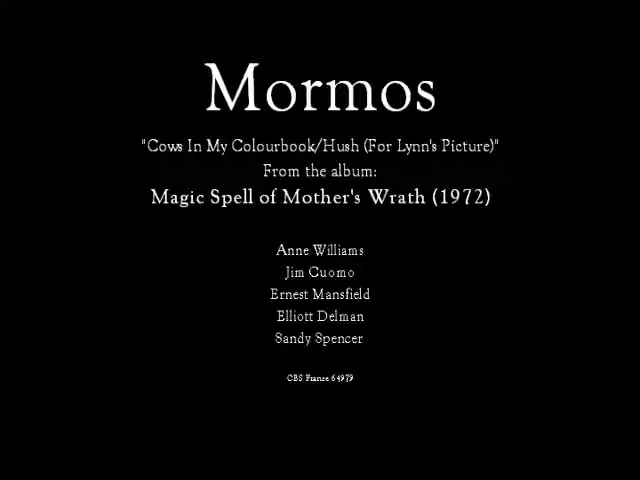 Mormos
"Cows In My Colourbook/Hush (For Lynn's Picture)"
From the album:
Magic Spell of Mother's Wrath (1972)
Anne Williams
Jim Cuomo
Ernest Mansfield
Elliott Delman
Sandy Spencer
CBS France 64979